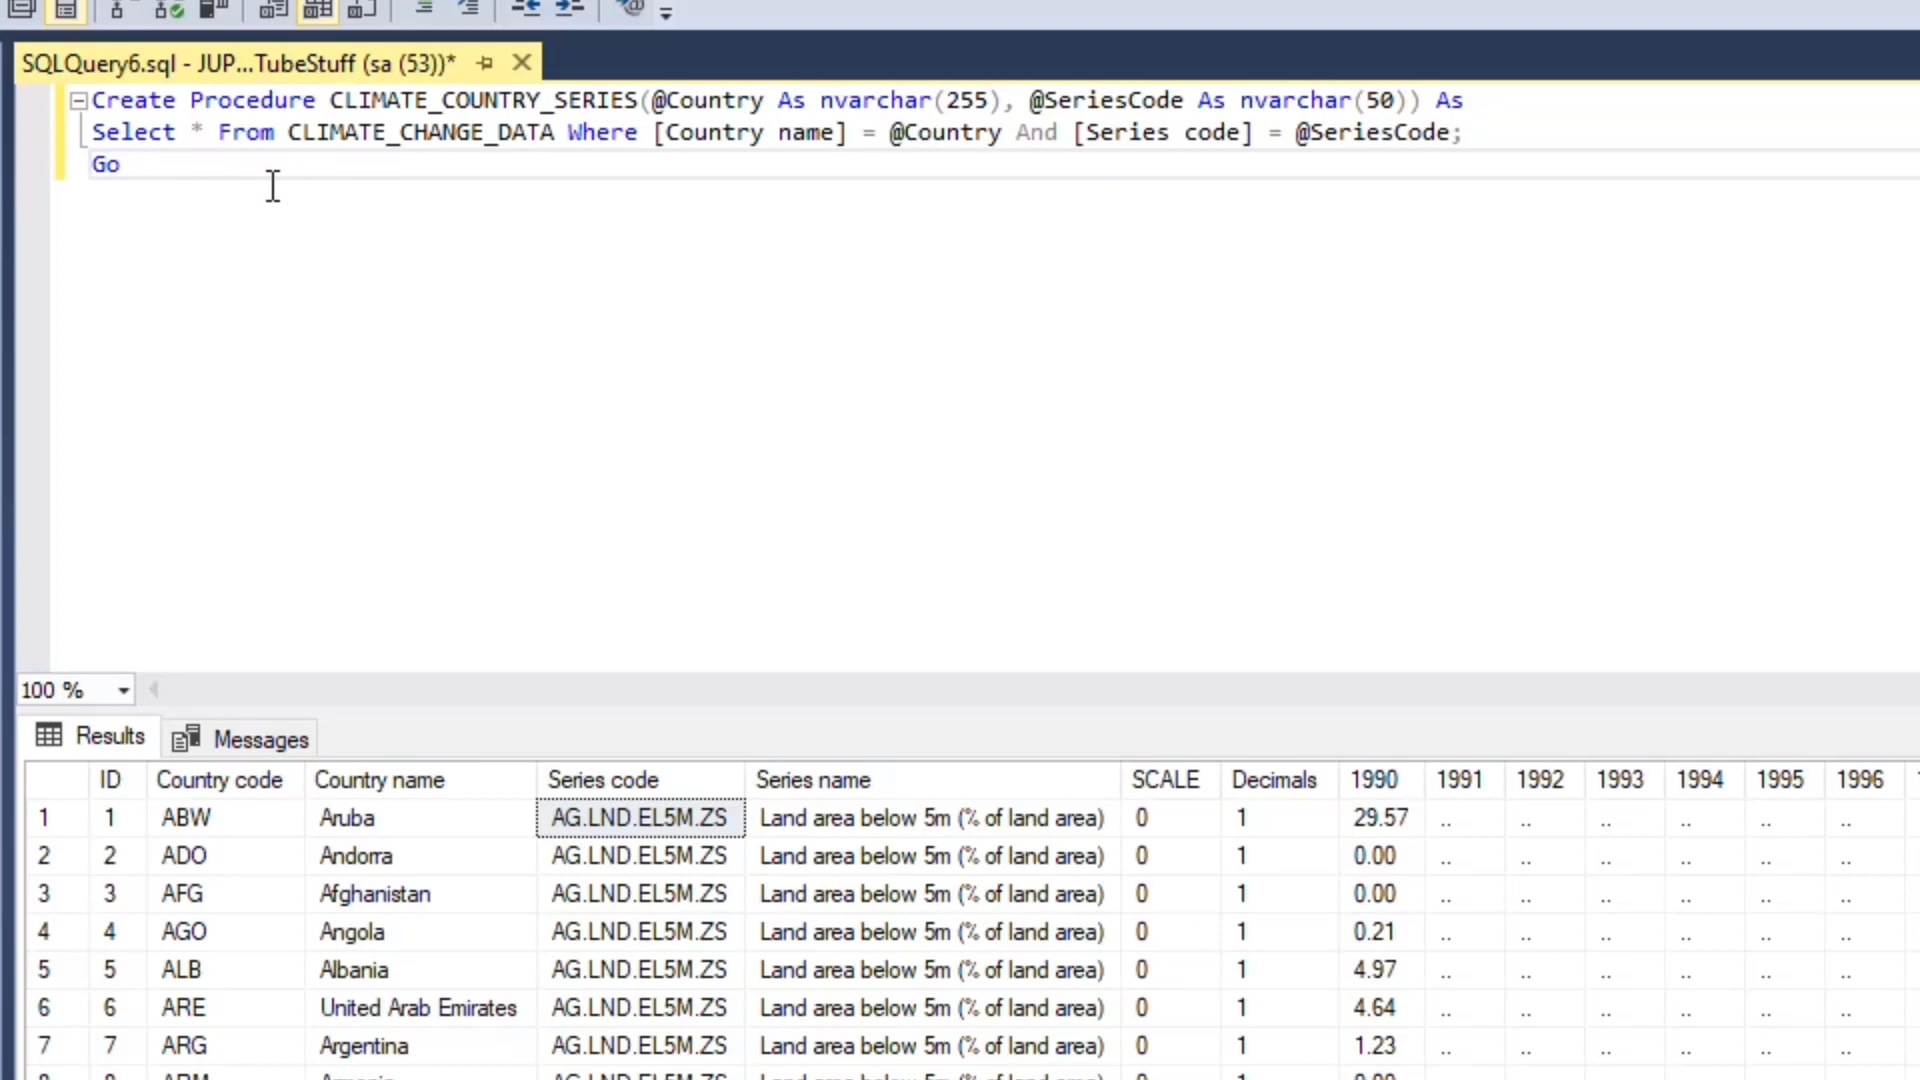 SQLQuery6.sql - JUP...TubeStuff (sa (53))*
Create Procedure CLIMATE_COUNTRY_SERIES(@Country As nvarchar(255), @SeriesCode As nvarchar(50)) As
Select * From CLIMATE_CHANGE_DATA Where [Country name] = @Country And [Series code] = @SeriesCode;
Go
100 %
Results Messages
ID Country code Country name Series code Series name SCALE Decimals 1990 1991 1992 1993 1994 1995 1996
1 1 ABW Aruba AG.LND.EL5M.ZS Land area below 5m (% of land area) 0 1 29.57 .. .. .. .. .. ..
2 2 ADO Andorra AG.LND.EL5M.ZS Land area below 5m (% of land area) 0 1 0.00 .. .. .. .. .. ..
3 3 AFG Afghanistan AG.LND.EL5M.ZS Land area below 5m (% of land area) 0 1 0.00 .. .. .. .. .. ..
4 4 AGO Angola AG.LND.EL5M.ZS Land area below 5m (% of land area) 0 1 0.21 .. .. .. .. .. ..
5 5 ALB Albania AG.LND.EL5M.ZS Land area below 5m (% of land area) 0 1 4.97 .. .. .. .. .. ..
6 6 ARE United Arab Emirates AG.LND.EL5M.ZS Land area below 5m (% of land area) 0 1 4.64 .. .. .. .. .. ..
7 7 ARG Argentina AG.LND.EL5M.ZS Land area below 5m (% of land area) 0 1 1.23 .. .. .. .. .. ..